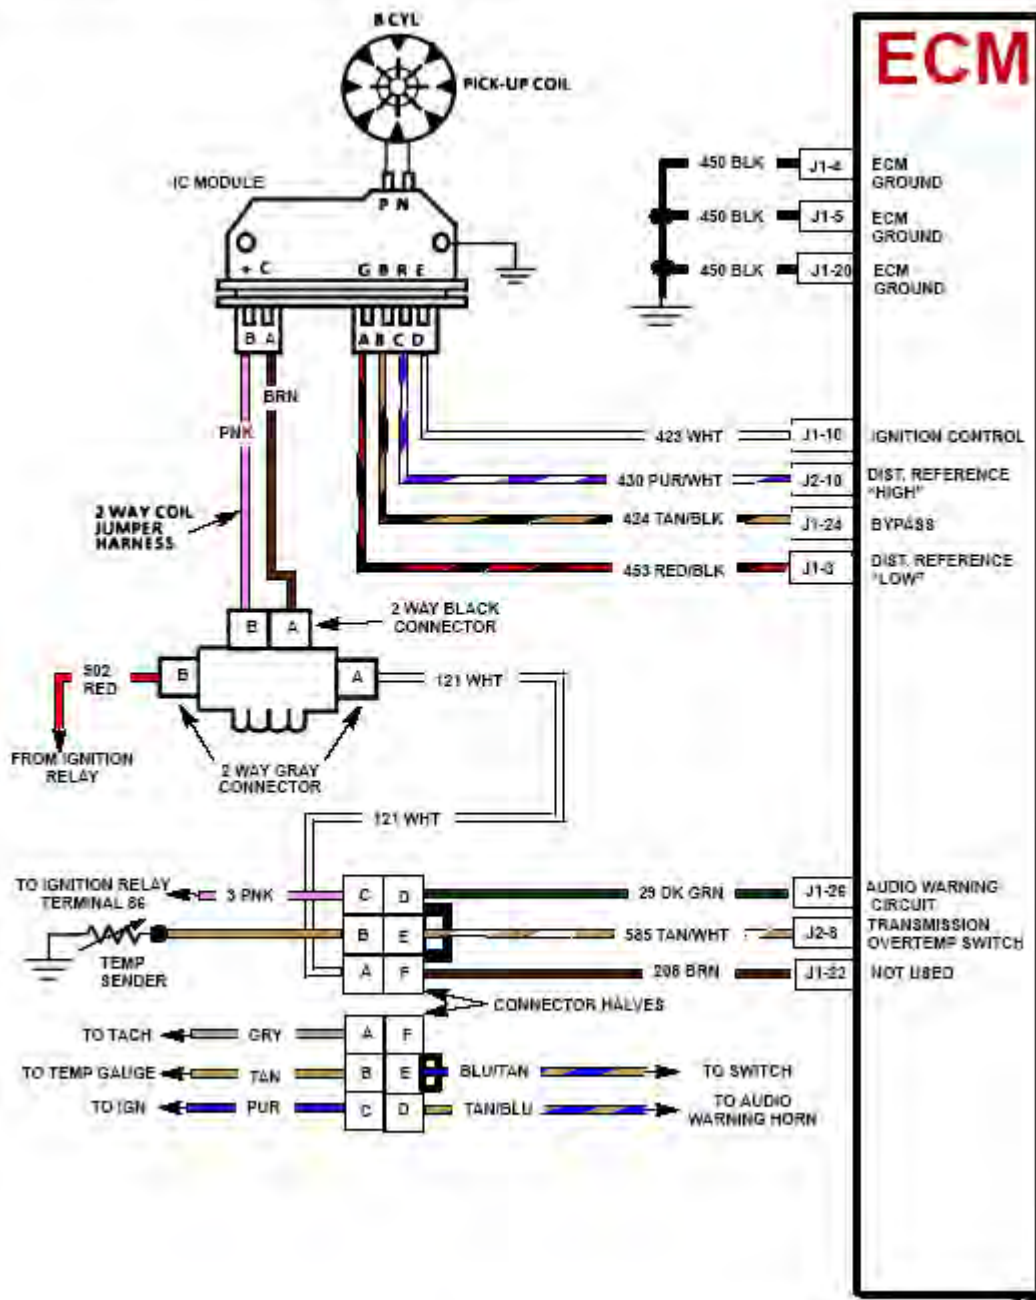 8 CYL
ECM
PICK-UP COIL
IC MODULE
P N
+ C
G B R E
B A
A B C D
450 BLK
J1-4
ECM
GROUND
450 BLK
J1-5
ECM
GROUND
450 BLK
J1-20
ECM
GROUND
BRN
PNK
423 WHT
J1-10
IGNITION CONTROL
430 PUR/WHT
J2-10
DIST. REFERENCE
"HIGH"
2 WAY COIL
JUMPER
HARNESS
424 TAN/BLK
J1-24
BYPASS
453 RED/BLK
J1-3
DIST. REFERENCE
"LOW"
2 WAY BLACK
CONNECTOR
B A
902
RED
B
A
121 WHT
FROM IGNITION
RELAY
2 WAY GRAY
CONNECTOR
121 WHT
TO IGNITION RELAY
TERMINAL 86
3 PNK
C D
29 DK GRN
J1-26
AUDIO WARNING
CIRCUIT
B E
585 TAN/WHT
J2-8
TRANSMISSION
OVERTEMP SWITCH
TEMP
SENDER
A F
208 BRN
J1-22
NOT USED
CONNECTOR HALVES
TO TACH
GRY
A F
TO TEMP GAUGE
TAN
B E
BLU/TAN
TO SWITCH
TO IGN
PUR
C D
TAN/BLU
TO AUDIO
WARNING HORN